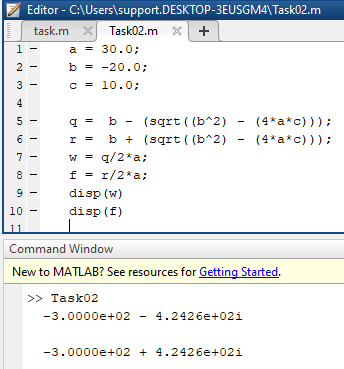 Editor - C:\Users\support.DESKTOP-3EUSGM4\Task02.m
task.m Task02.m
1 a = 30.0;
2 b = -20.0;
3 c = 10.0;
4
5 q =  b - (sqrt((b^2) - (4*a*c)));
6 r =  b + (sqrt((b^2) - (4*a*c)));
7 w = q/2*a;
8 f = r/2*a;
9 disp(w)
10 disp(f)
11
Command Window
New to MATLAB? See resources for Getting Started.
>> Task02
-3.0000e+02 - 4.2426e+02i
-3.0000e+02 + 4.2426e+02i